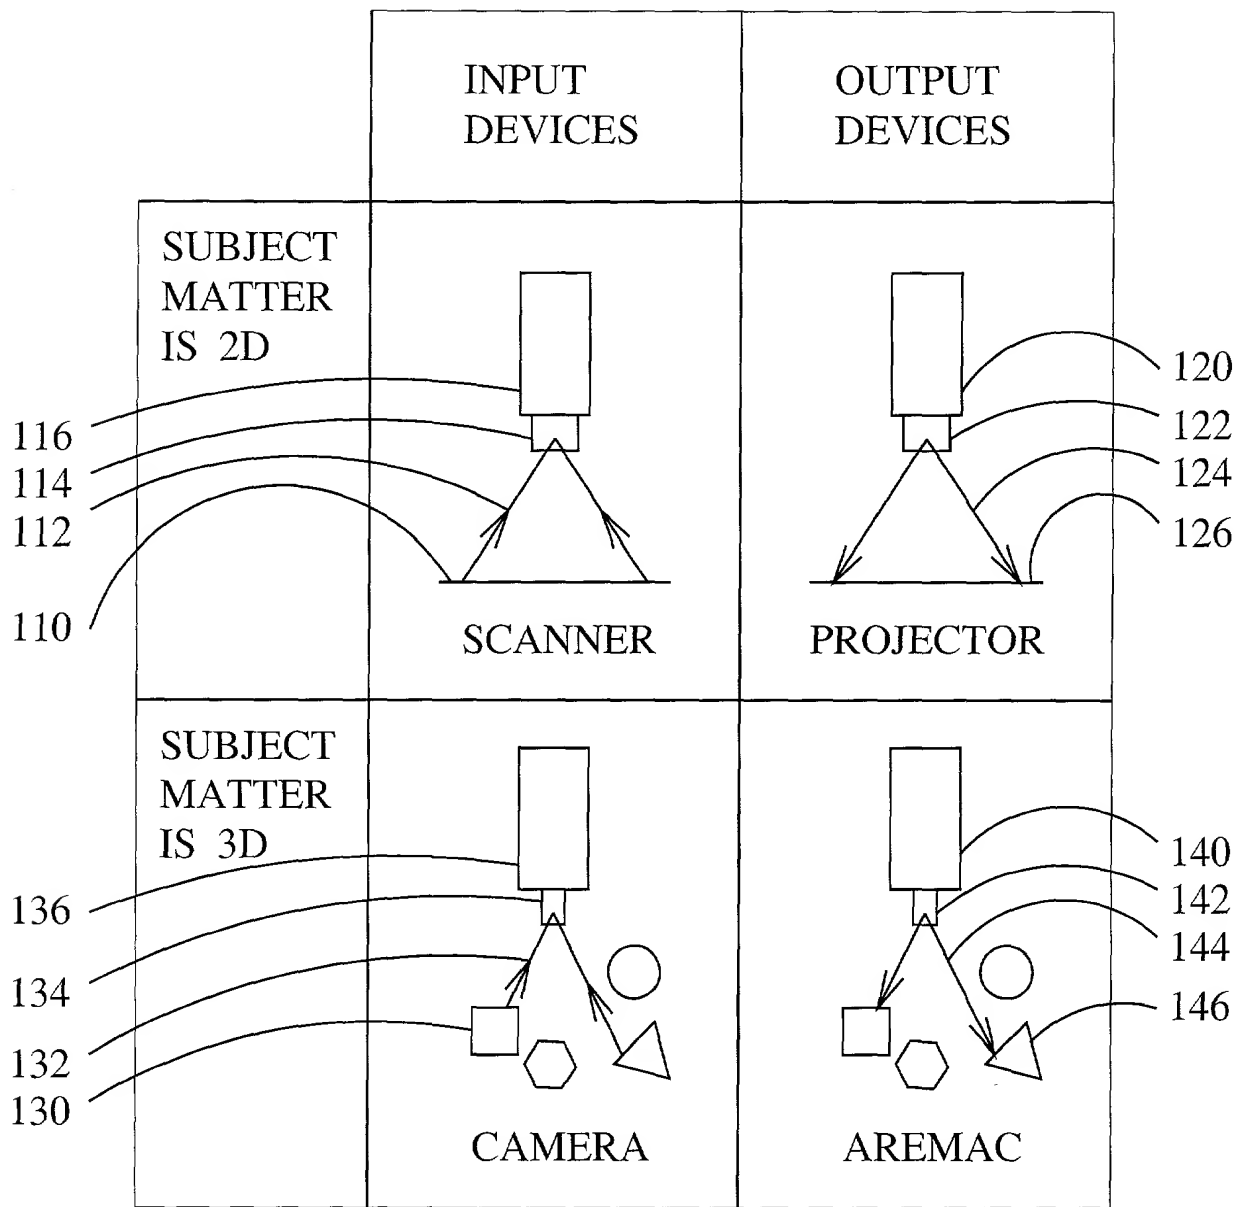 INPUT
DEVICES
OUTPUT
DEVICES
SUBJECT
MATTER
IS 2D
116
114
112
110
120
122
124
126
SCANNER
PROJECTOR
SUBJECT
MATTER
IS 3D
136
134
132
130
140
142
144
146
CAMERA
AREMAC